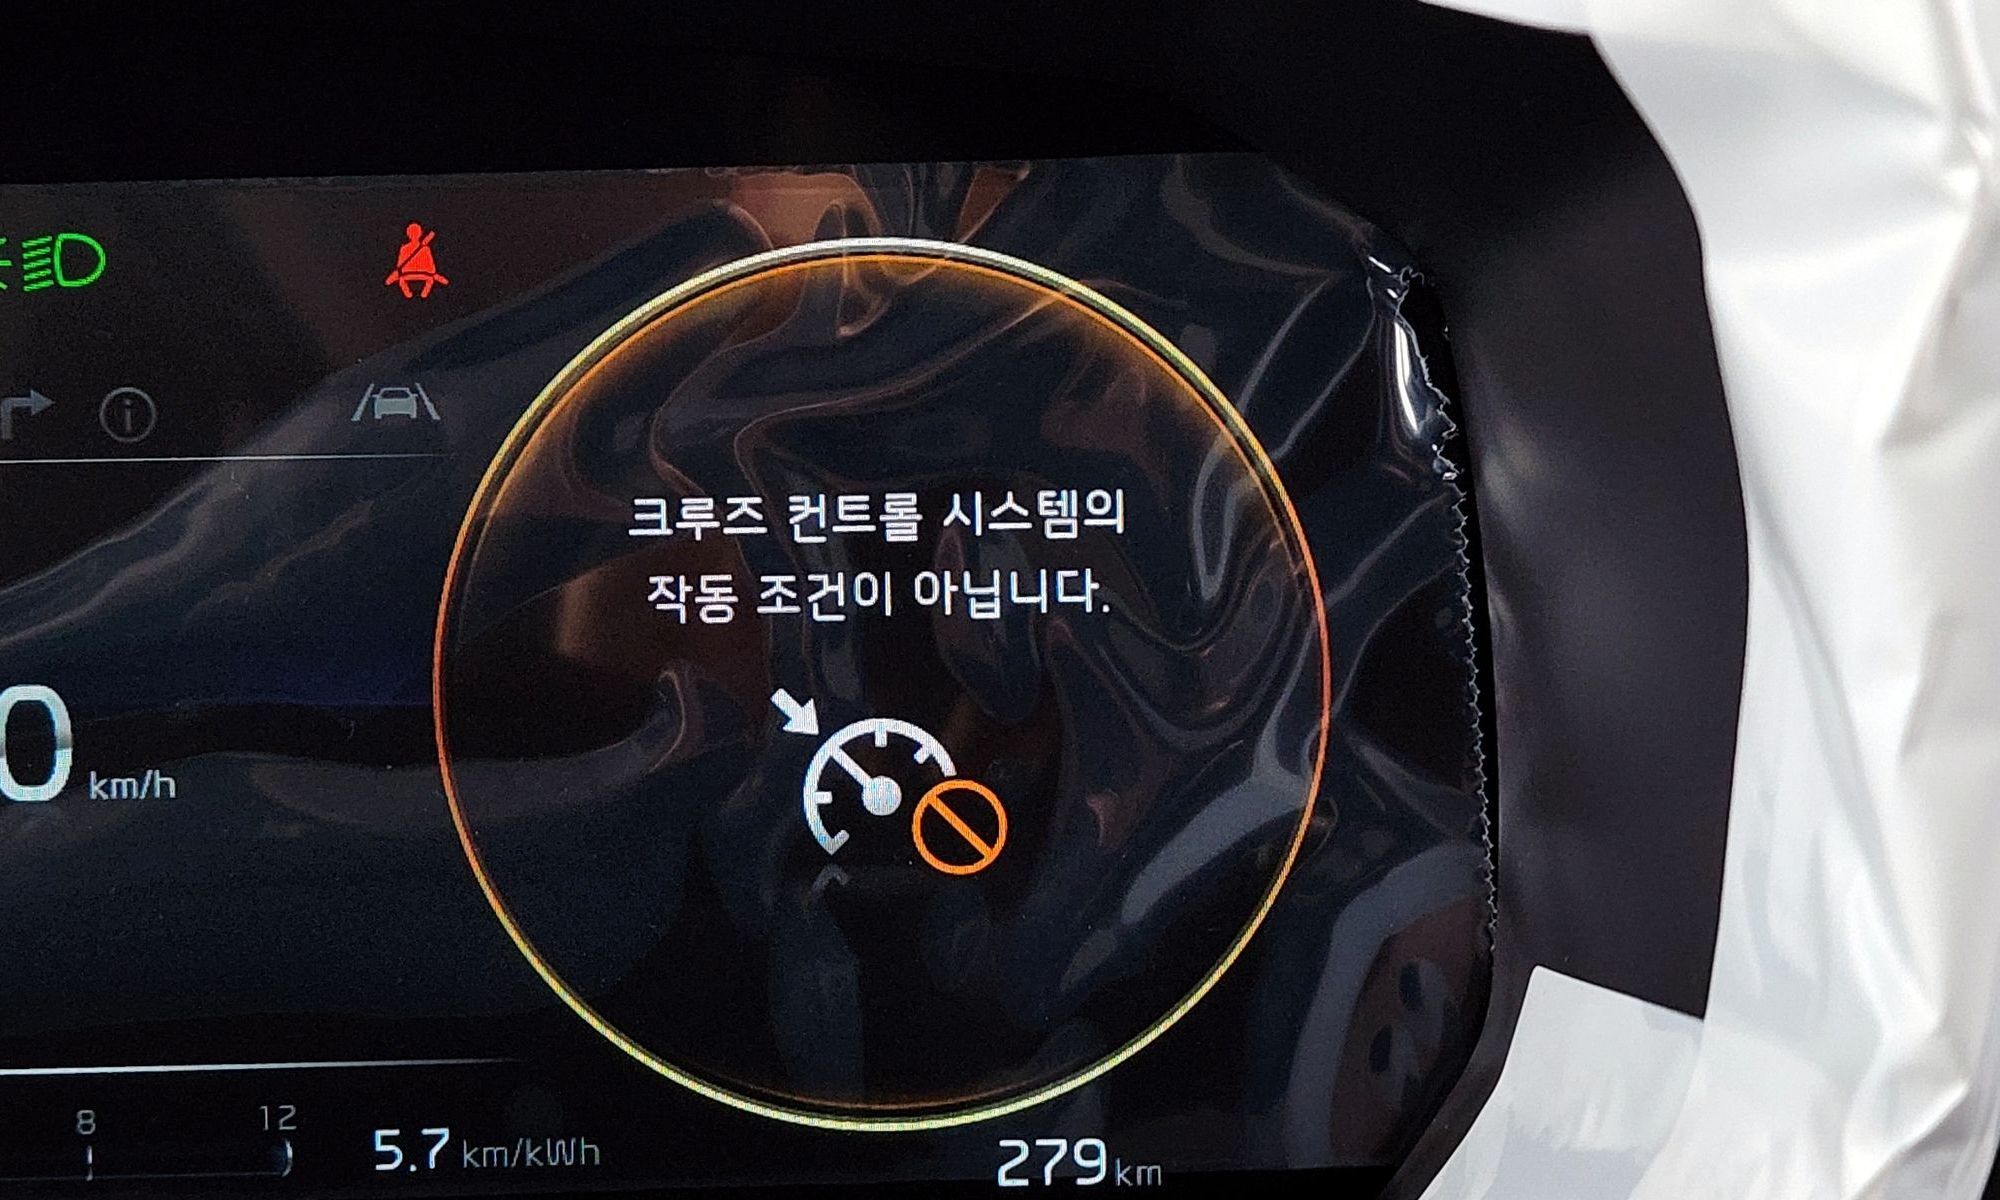 크루즈 컨트롤 시스템의
작동 조건이 아닙니다.
0 km/h
8 12
5.7 km/kWh
279 km